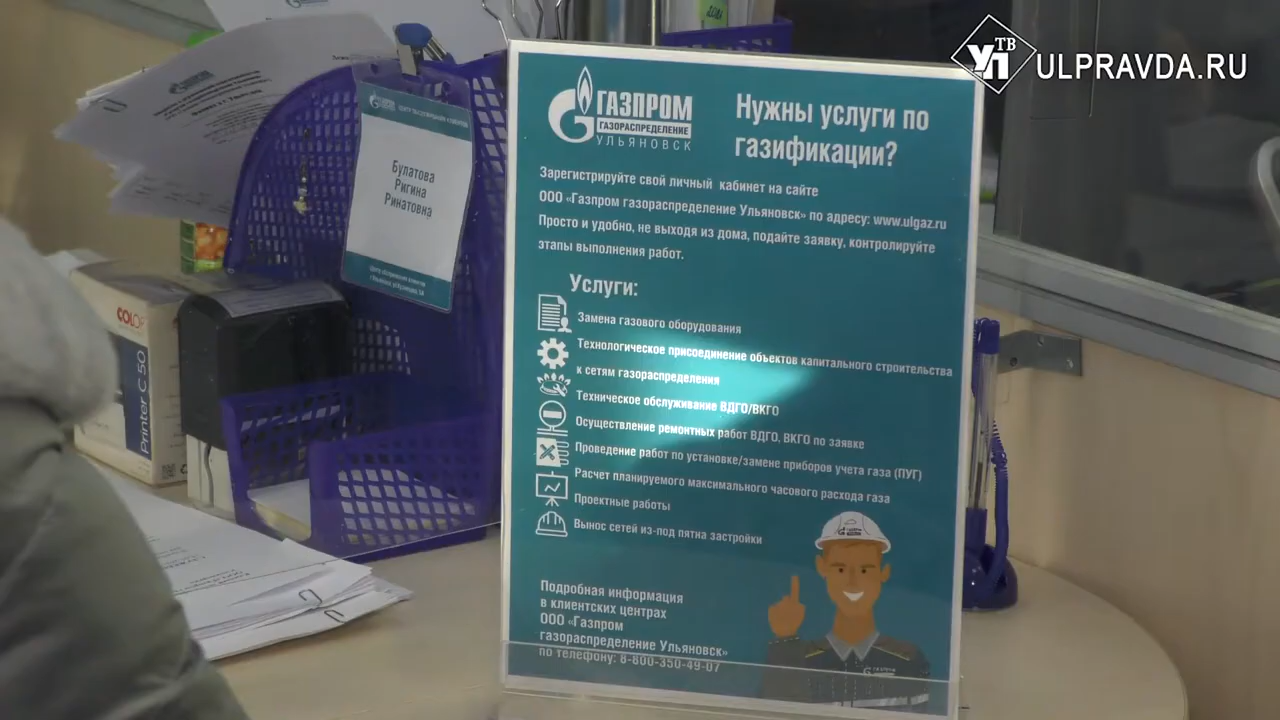 ТВ
УП
ULPRAVDA.RU
ГАЗПРОМ
ГАЗОРАСПРЕДЕЛЕНИЕ
УЛЬЯНОВСК
Нужны услуги по
газификации?
Зарегистрируйте свой личный кабинет на сайте
ООО «Газпром газораспределение Ульяновск» по адресу: www.ulgaz.ru
Просто и удобно, не выходя из дома, подайте заявку, контролируйте
этапы выполнения работ.
Услуги:
Замена газового оборудования
Технологическое присоединение объектов капитального строительства
к сетям газораспределения
Техническое обслуживание ВДГО/ВКГО
Осуществление ремонтных работ ВДГО, ВКГО по заявке
Проведение работ по установке/замене приборов учета газа (ПУГ)
Расчет планируемого максимального часового расхода газа
Проектные работы
Вынос сетей из-под пятна застройки
Подробная информация
в клиентских центрах
ООО «Газпром
газораспределение Ульяновск»
по телефону: 8-800-350-49-07
Булатова
Ригина
Ринатовна
COLOP
Printer C 50